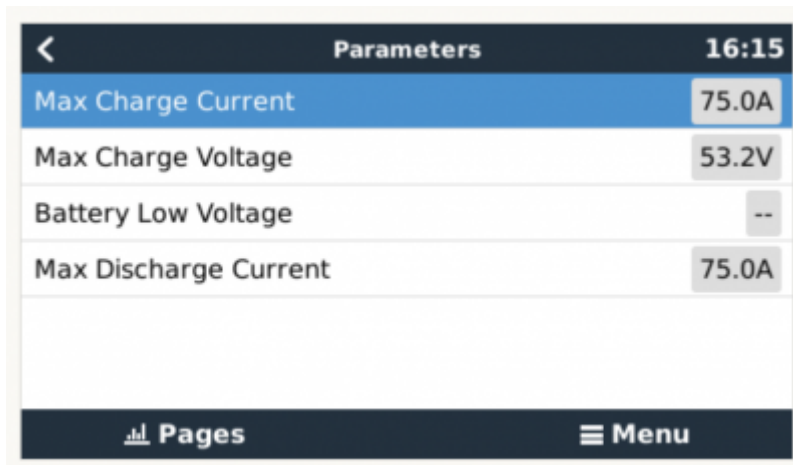 Parameters 16:15
Max Charge Current 75.0A
Max Charge Voltage 53.2V
Battery Low Voltage --
Max Discharge Current 75.0A
Pages Menu